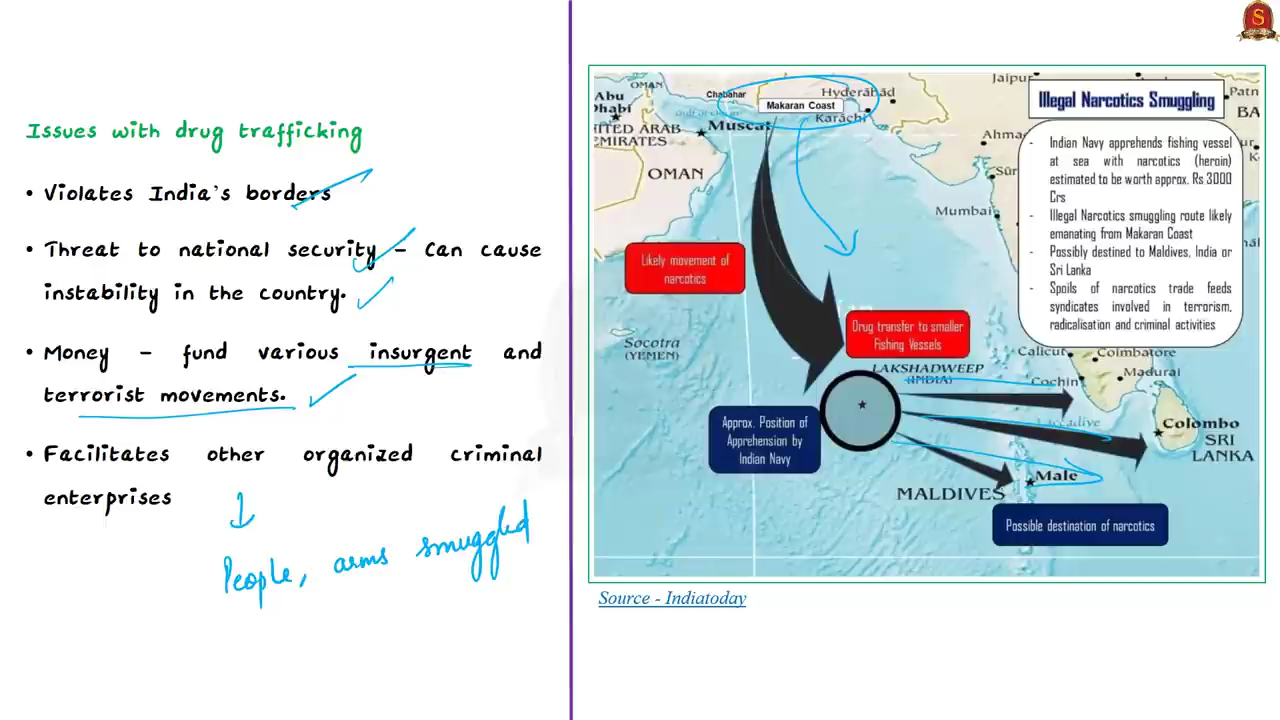 Issues with drug trafficking
• Violates India's borders
• Threat to national security – Can cause
instability in the country.
• Money – fund various insurgent and
terrorist movements.
• Facilitates other organized criminal
enterprises
People, arms smuggled
S
OMAN
Abu
Dhabi
UNITED ARAB
EMIRATES
Chabahar
Makaran Coast
Hyderābād
Karāchi
Muscat
OMAN
Jaipur
Patn
BA
Ahma
Sūr
Mumbai
Illegal Narcotics Smuggling
- Indian Navy apprehends fishing vessel
at sea with narcotics (heroin)
estimated to be worth approx. Rs 3000
Crs
- Illegal Narcotics smuggling route likely
emanating from Makaran Coast
- Possibly destined to Maldives, India or
Sri Lanka
- Spoils of narcotics trade feeds
syndicates involved in terrorism,
radicalisation and criminal activities
Likely movement of
narcotics
Drug transfer to smaller
Fishing Vessels
Socotra
(YEMEN)
LAKSHADWEEP
(INDIA)
Calicut
Coimbatore
Cochin
Madurai
Approx. Position of
Apprehension by
Indian Navy
Colombo
SRI
LANKA
Male
MALDIVES
Possible destination of narcotics
Source - Indiatoday